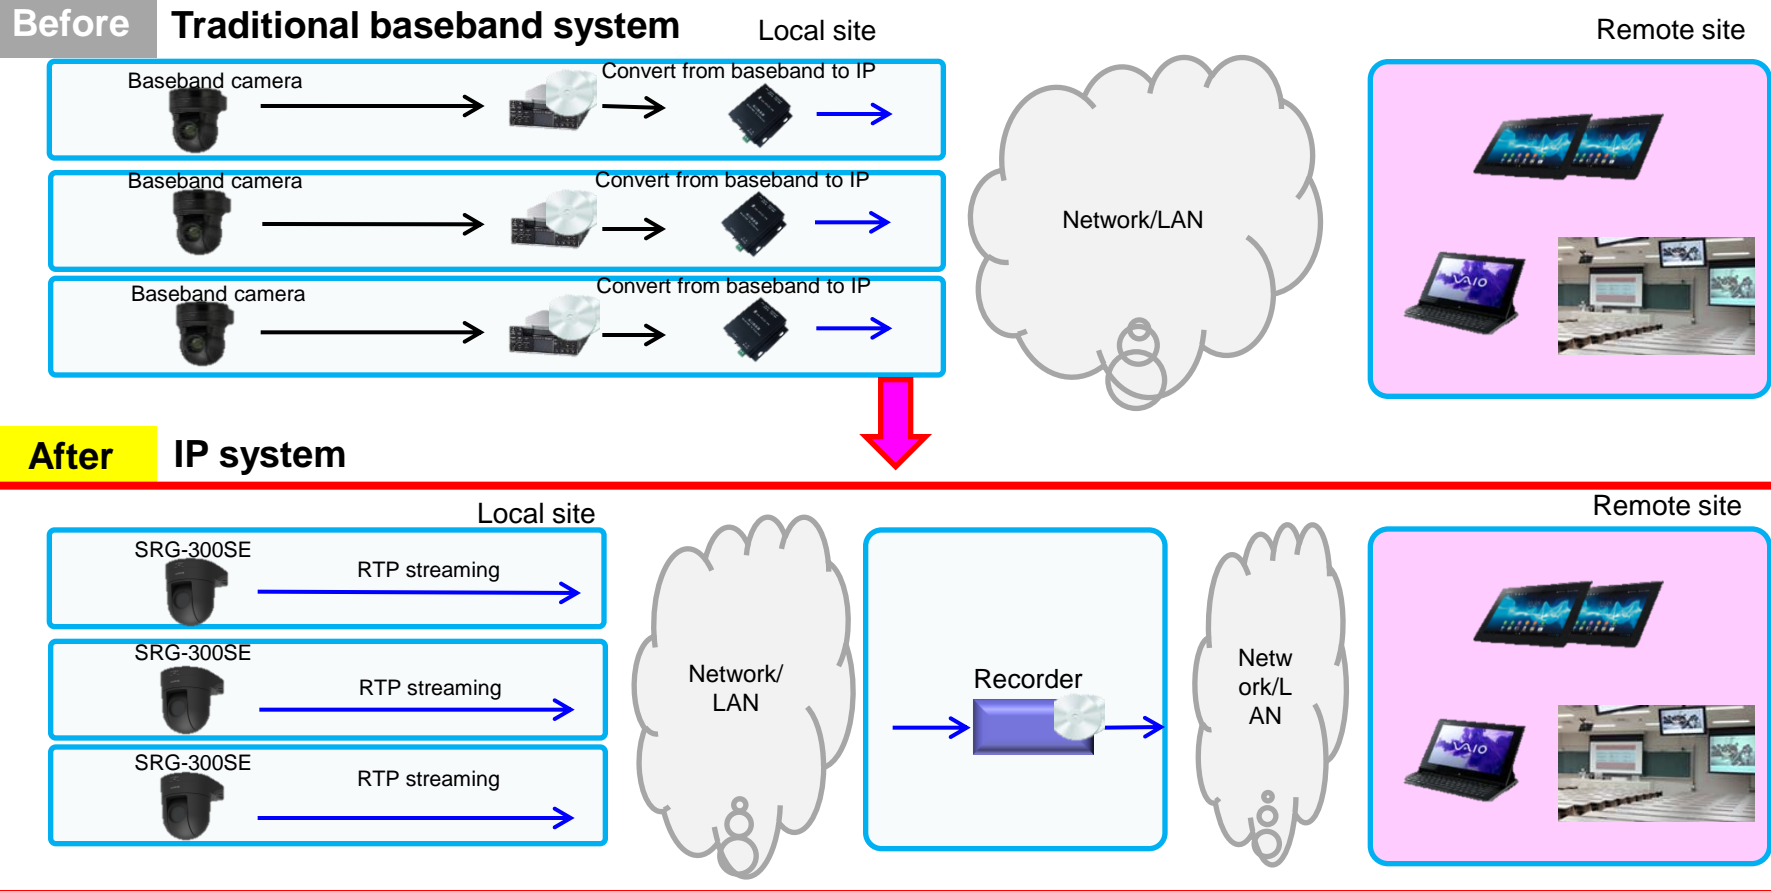 Before
Traditional baseband system
Local site
Remote site
Baseband camera
Convert from baseband to IP
Baseband camera
Convert from baseband to IP
Baseband camera
Convert from baseband to IP
Network/LAN
VAIO
After
IP system
Local site
Remote site
SRG-300SE
RTP streaming
SRG-300SE
RTP streaming
SRG-300SE
RTP streaming
Network/
LAN
Recorder
Netw
ork/L
AN
VAIO